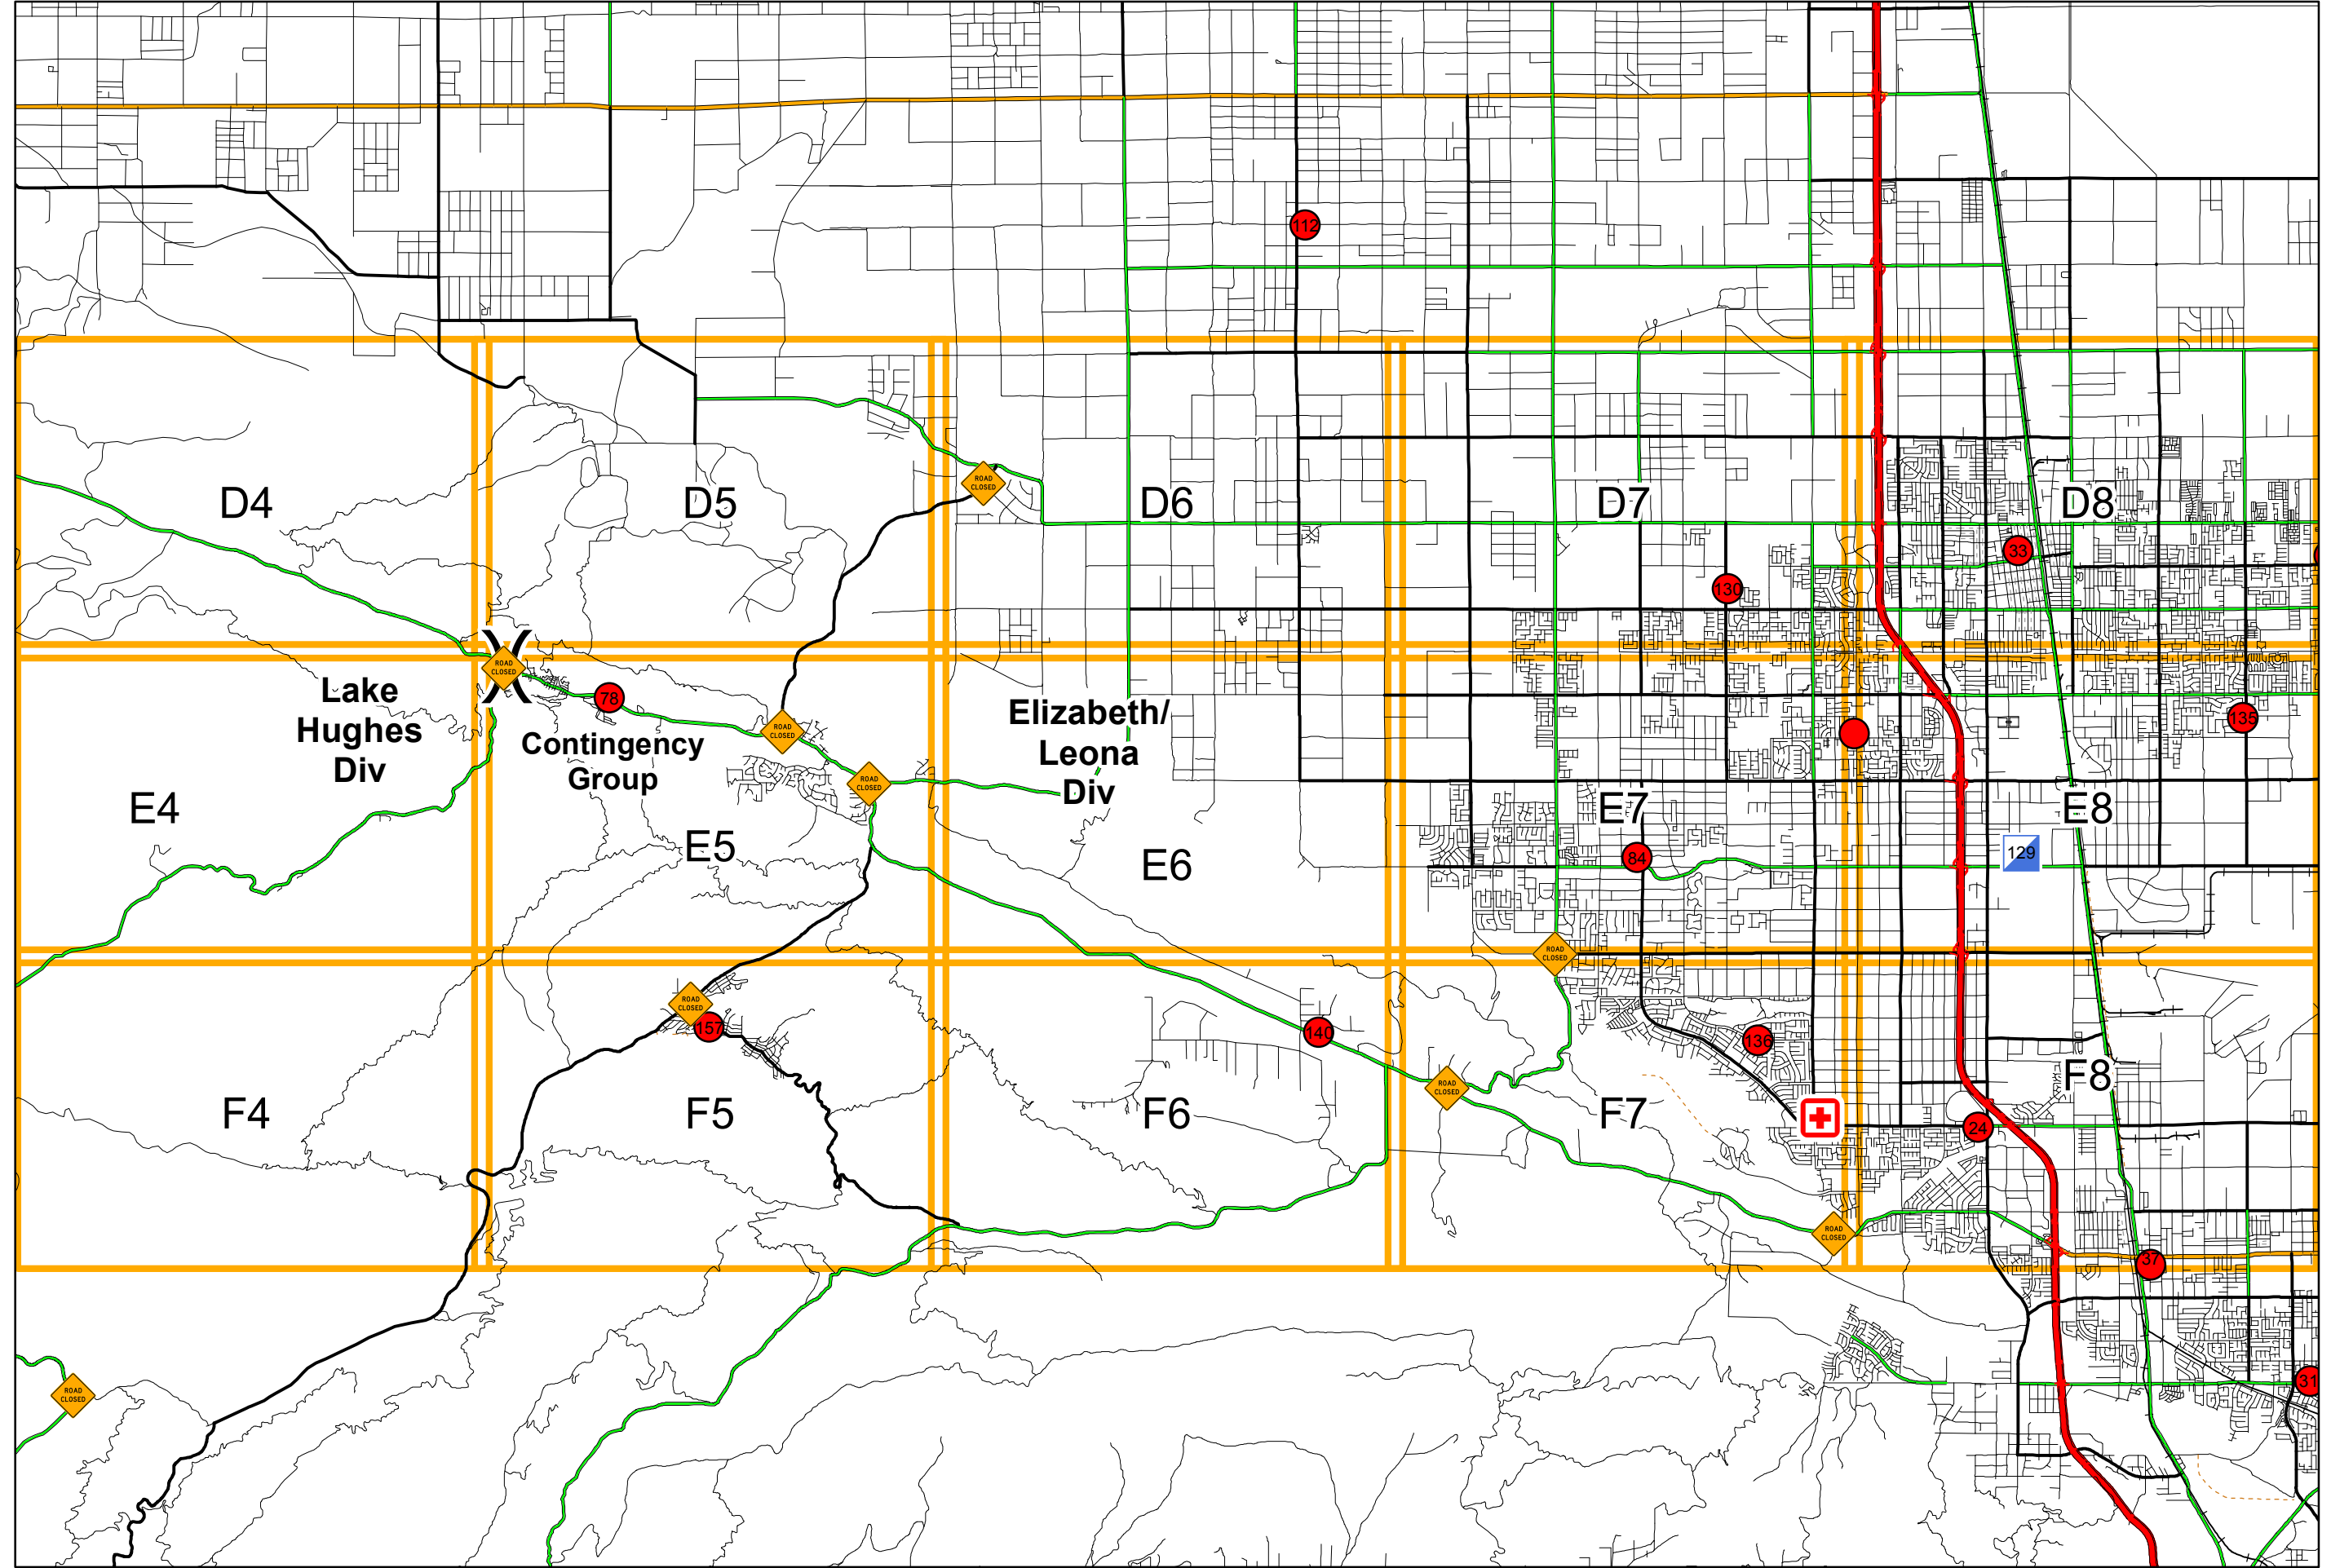 112
D4
D5
ROAD
CLOSED
D6
D7
D8
33
130
ROAD
CLOSED
Lake
Hughes
Div
78
Contingency
Group
ROAD
CLOSED
Elizabeth/
Leona
Div
135
ROAD
CLOSED
E4
E5
E6
E7
E8
84
129
ROAD
CLOSED
ROAD
CLOSED
157
140
136
F4
F5
F6
ROAD
CLOSED
F7
F8
24
ROAD
CLOSED
37
ROAD
CLOSED
31